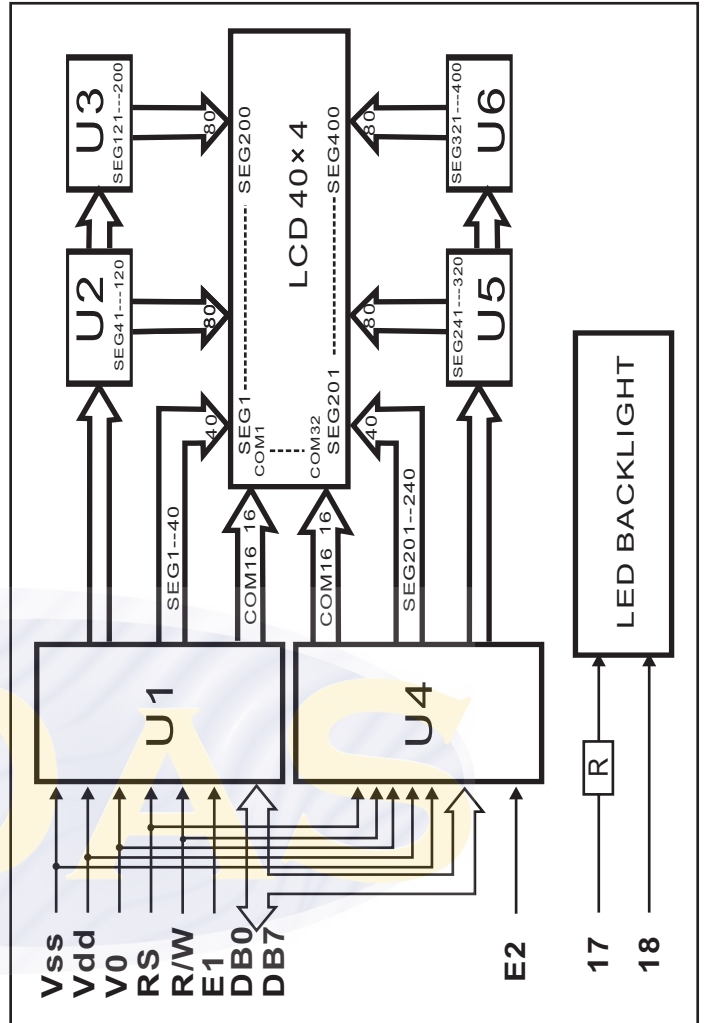 U3
SEG121---200
80
U2
SEG41---120
80
SEG1 SEG200
COM1
LCD 40×4
COM32
SEG201 SEG400
40
SEG1--40
COM16 16
COM16 16
SEG201--240
40
80
U5
SEG241---320
80
U6
SEG321---400
U1
U4
LED BACKLIGHT
R
Vss
Vdd
V0
RS
R/W
E1
DB0
DB7
E2
17
18
DAS